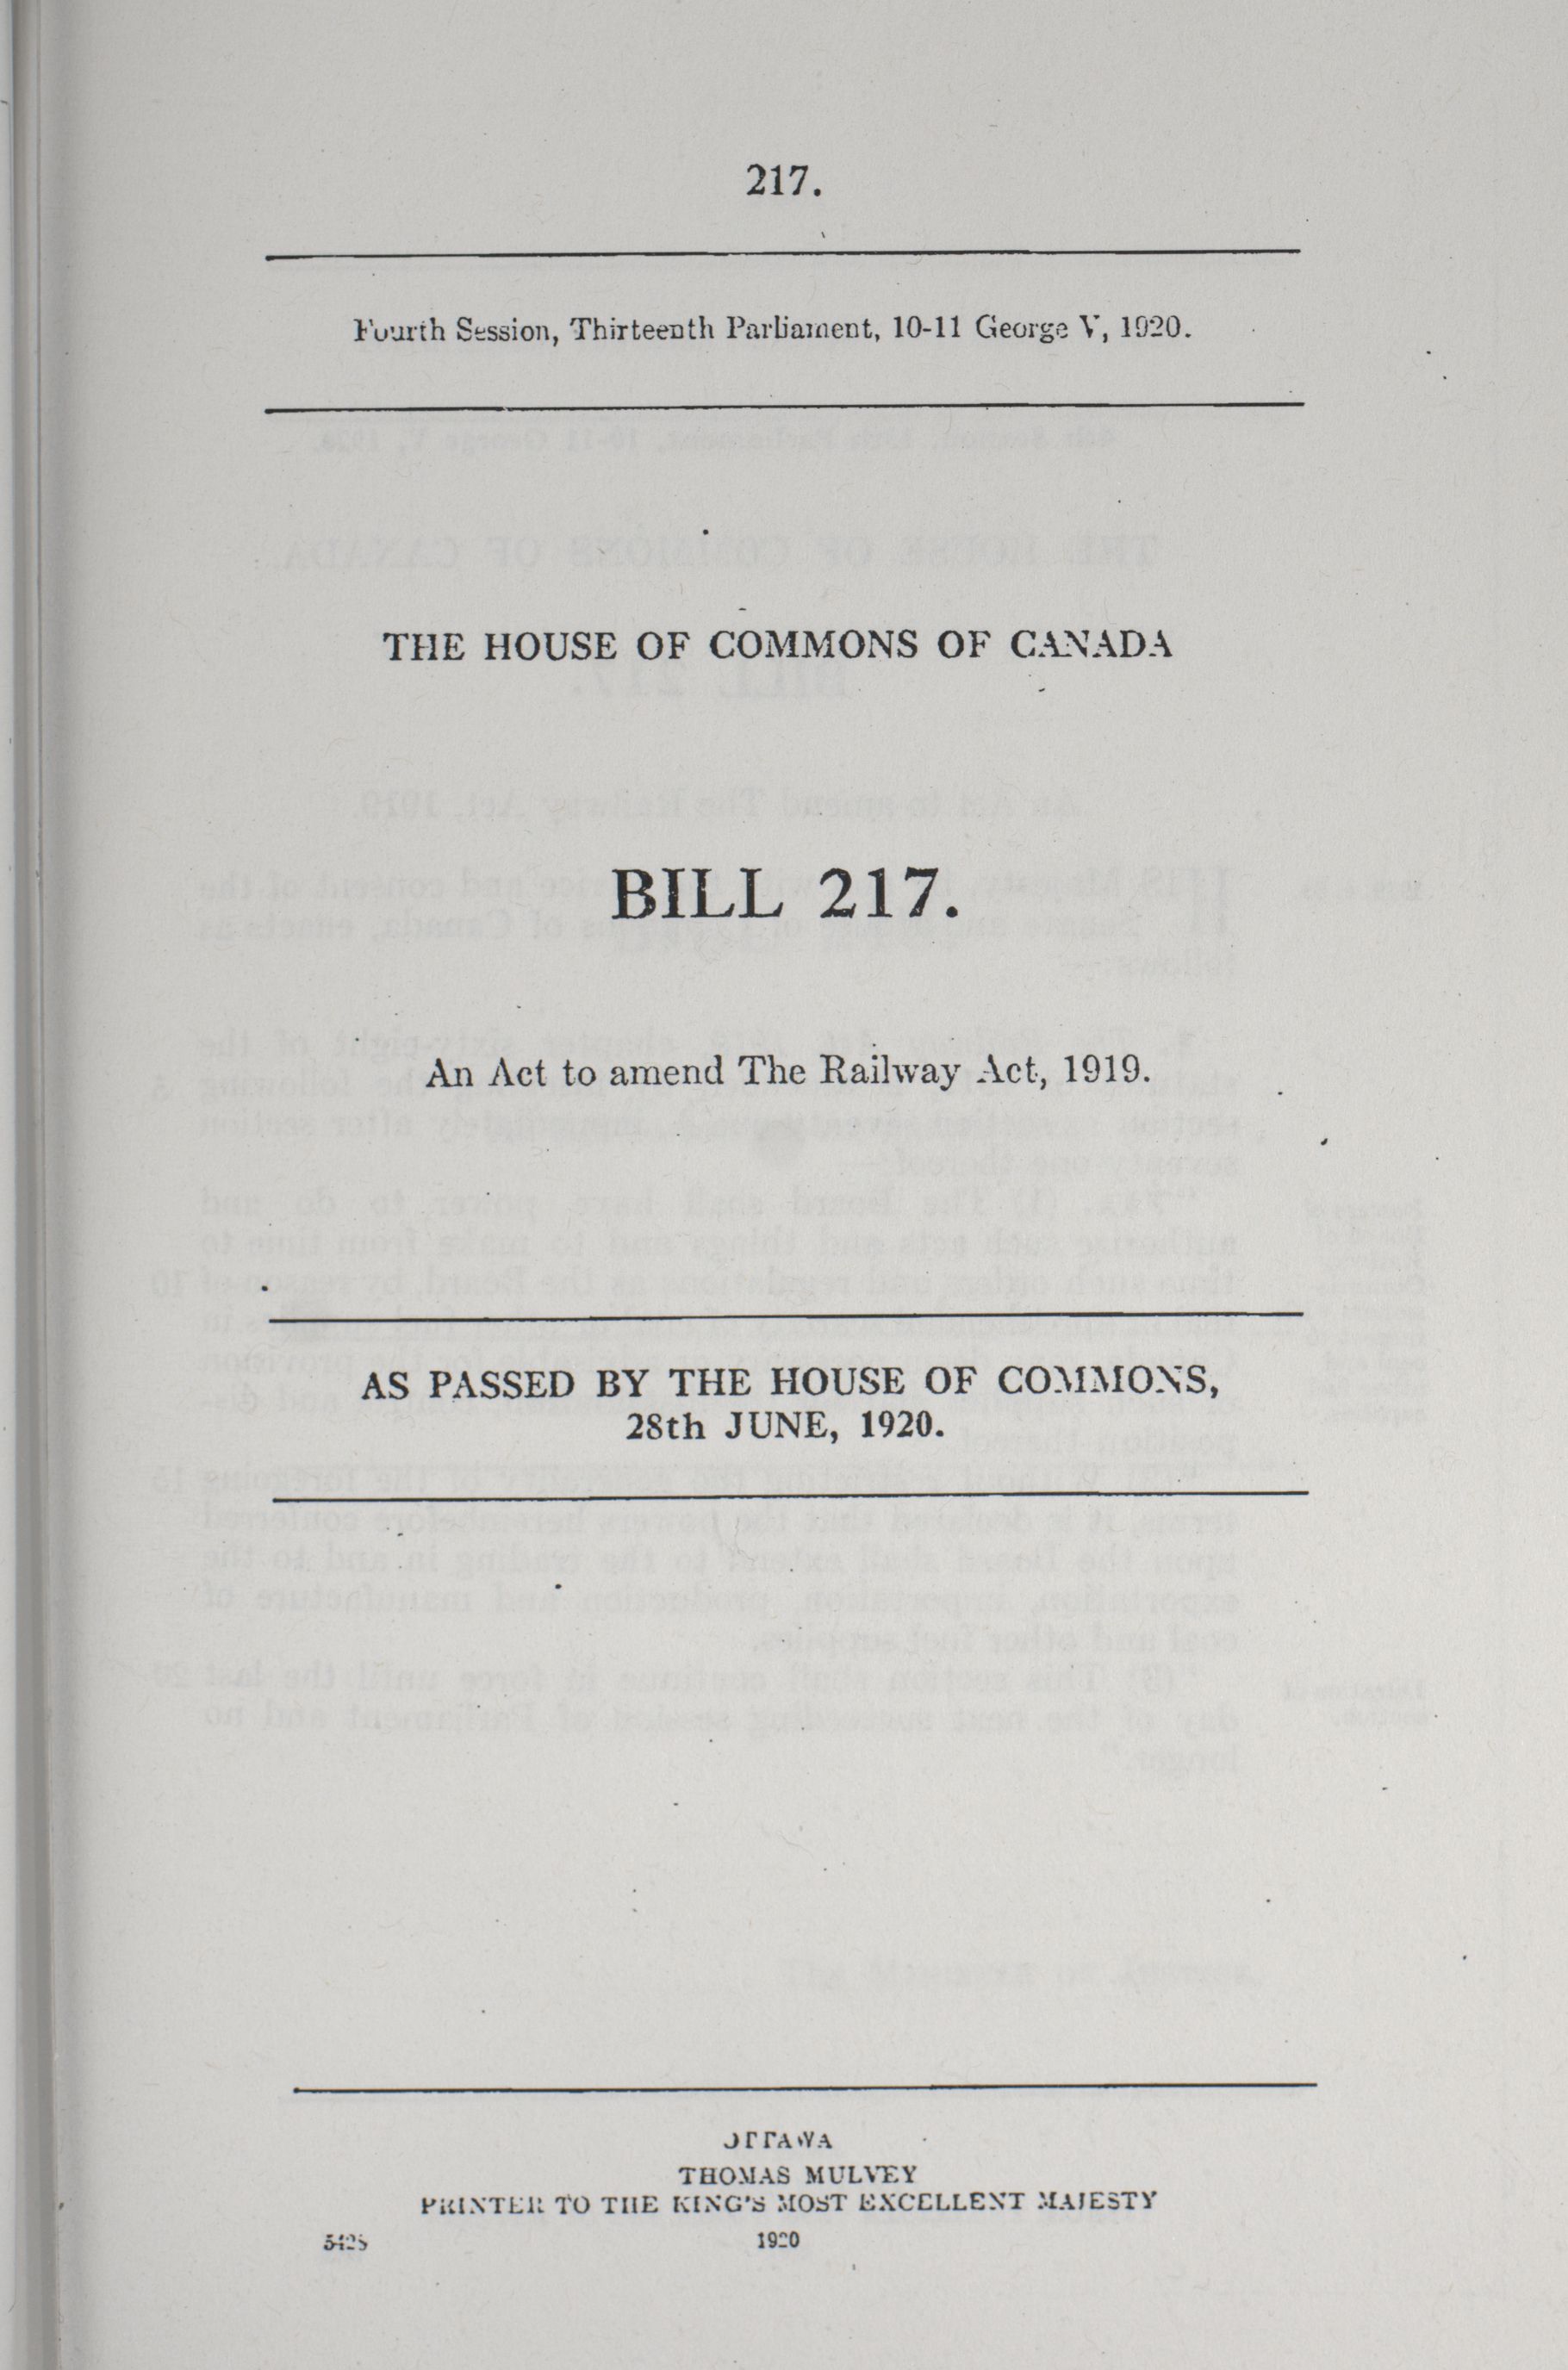 217.
Fourth Session, Thirteenth Parliament, 10-11 George V, 1920.
THE HOUSE OF COMMONS OF CANADA
BILL 217.
An Act to amend The Railway Act, 1919.
AS PASSED BY THE HOUSE OF COMMONS,
28th JUNE, 1920.
OTTAWA
THOMAS MULVEY
PRINTER TO THE KING'S MOST EXCELLENT MAJESTY
1920